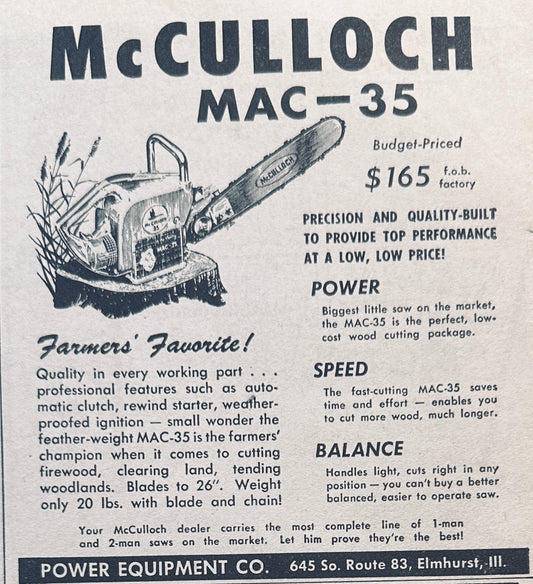 McCULLOCH
MAC-35
Budget-Priced
$165 f.o.b. factory
McCULLOCH
PRECISION AND QUALITY-BUILT
TO PROVIDE TOP PERFORMANCE
AT A LOW, LOW PRICE!
POWER
Biggest little saw on the market,
the MAC-35 is the perfect, low-
cost wood cutting package.
SPEED
The fast-cutting MAC-35 saves
time and effort — enables you
to cut more wood, much longer.
BALANCE
Handles light, cuts right in any
position — you can't buy a better
balanced, easier to operate saw.
Farmers' Favorite!
Quality in every working part . . .
professional features such as auto-
matic clutch, rewind starter, weather-
proofed ignition — small wonder the
feather-weight MAC-35 is the farmers'
champion when it comes to cutting
firewood, clearing land, tending
woodlands. Blades to 26". Weight
only 20 lbs. with blade and chain!
Your McCulloch dealer carries the most complete line of 1-man
and 2-man saws on the market. Let him prove they're the best!
POWER EQUIPMENT CO. 645 So. Route 83, Elmhurst, Ill.